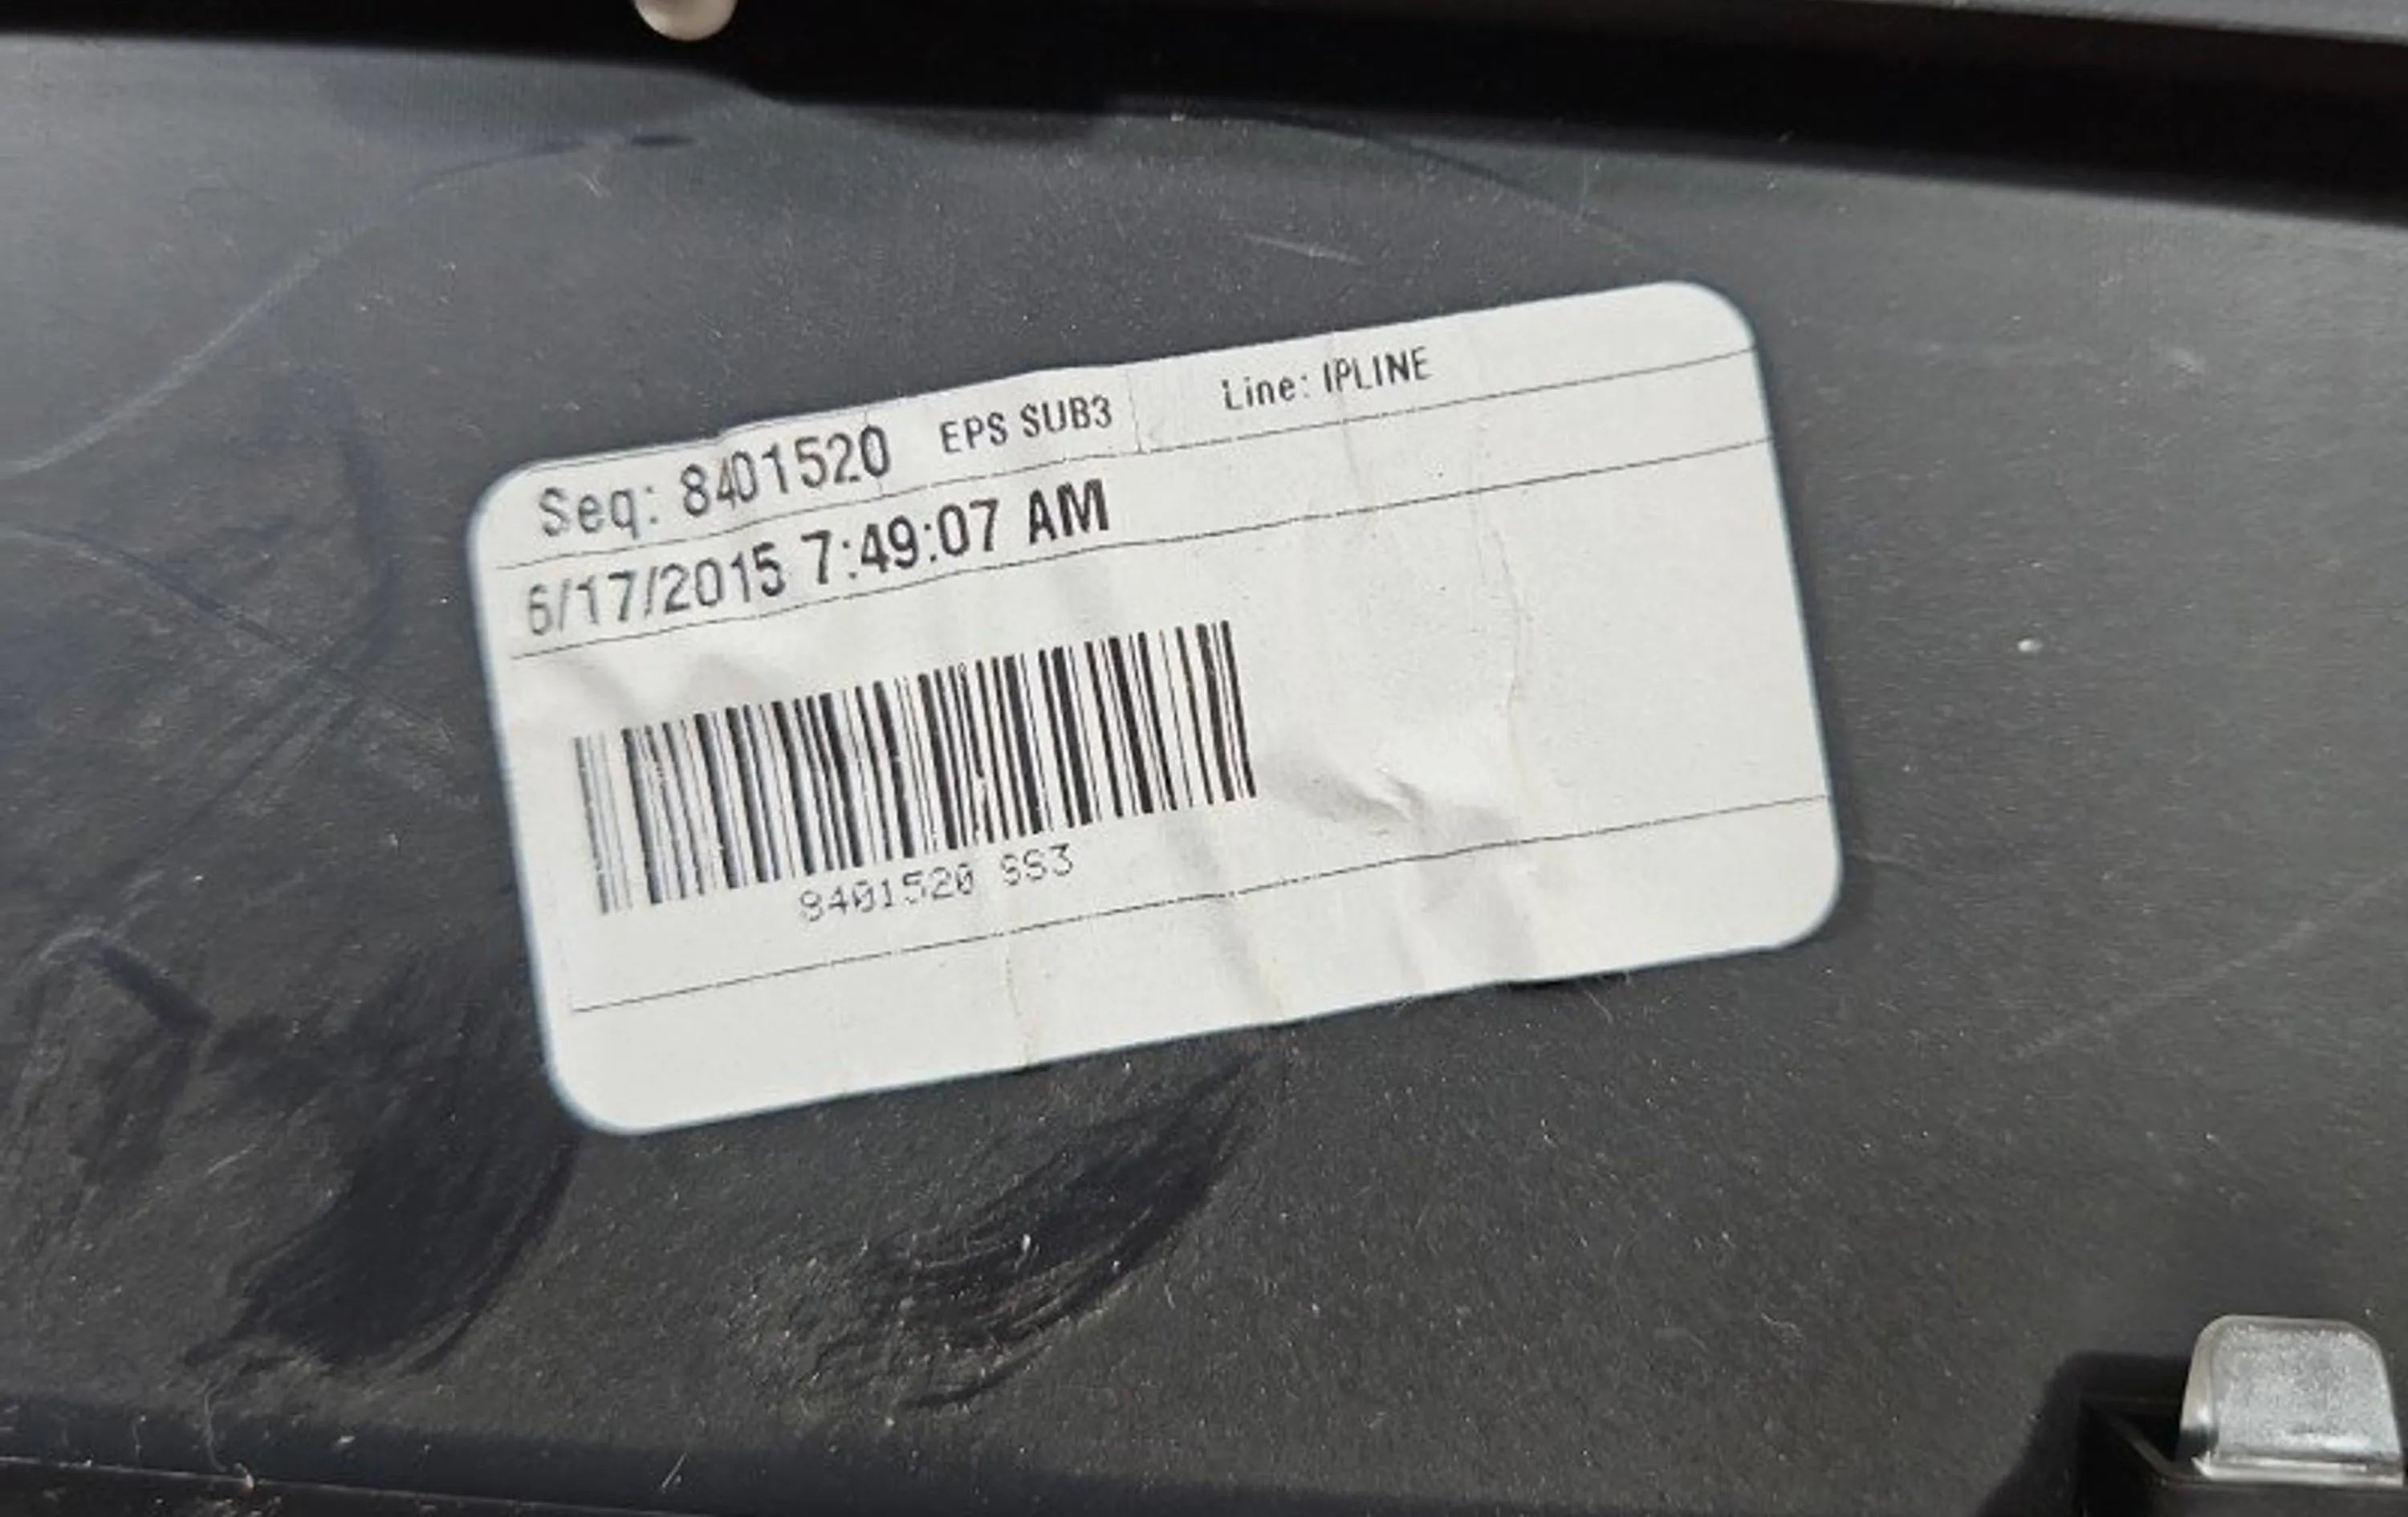 Seq: 8401520 EPS SUB3 Line: IPLINE
6/17/2015 7:49:07 AM
8401520 SS3